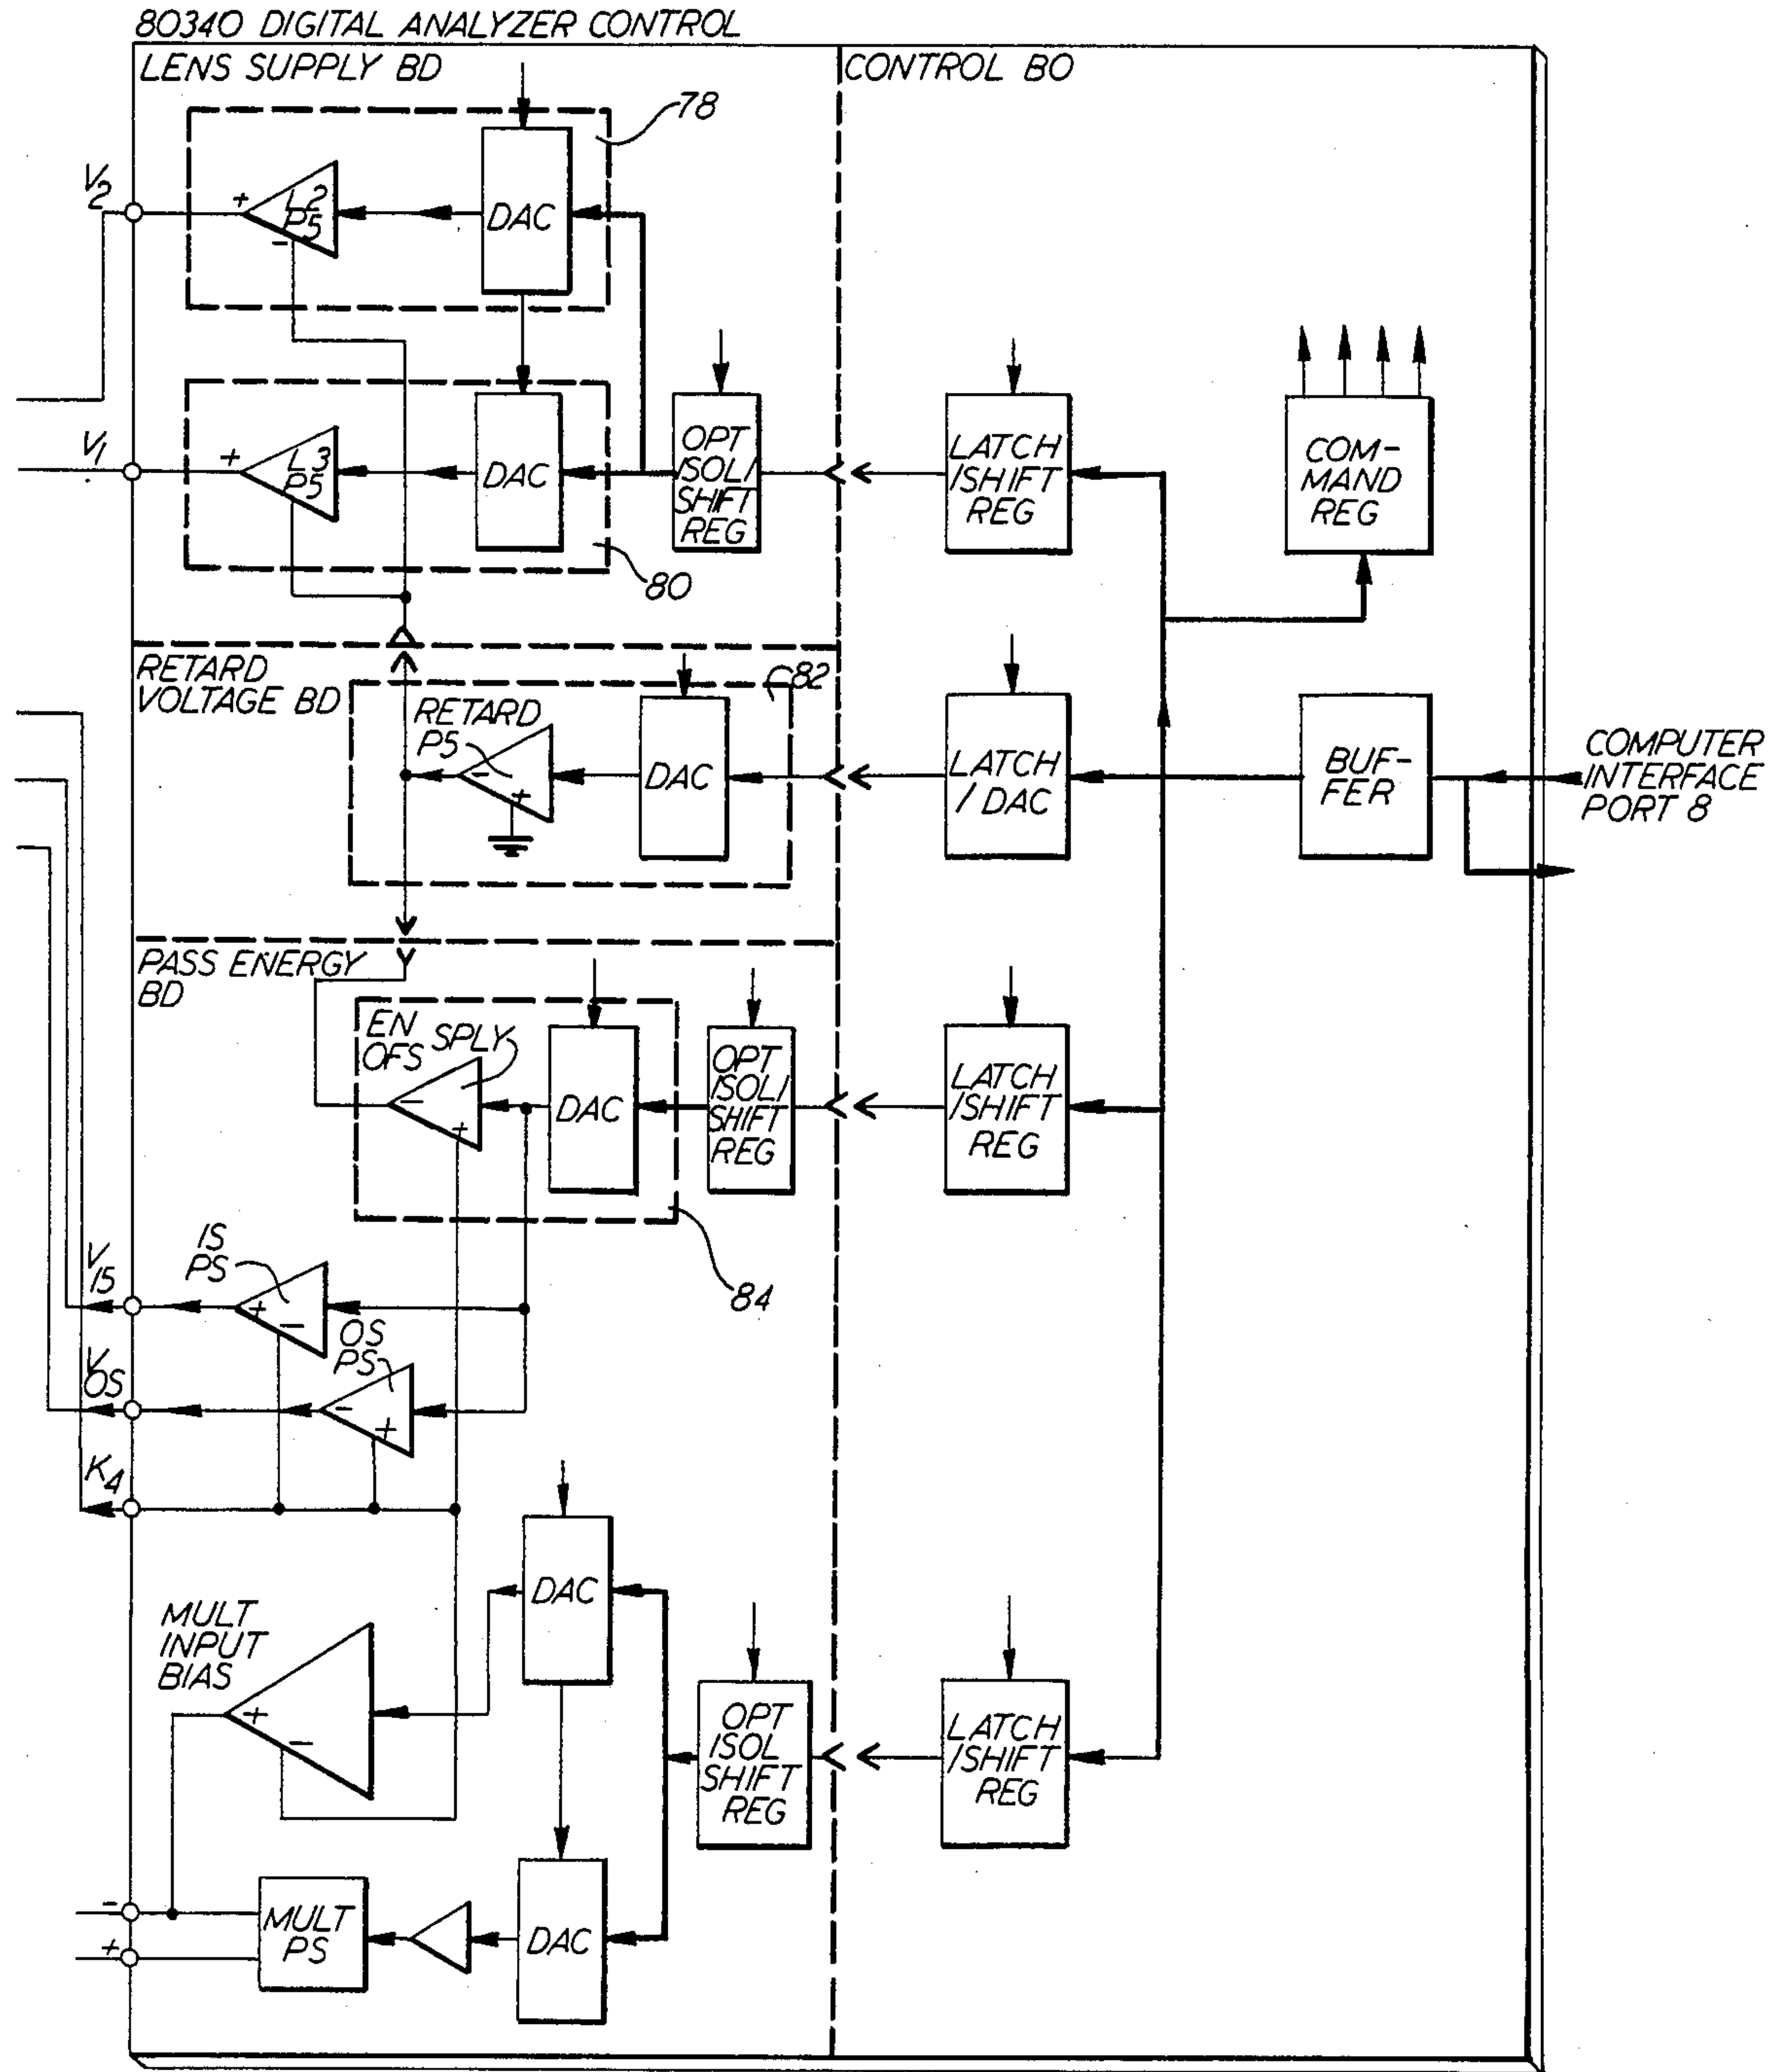 80340 DIGITAL ANALYZER CONTROL
LENS SUPPLY BD
CONTROL BO
78
V2
+
L2
P5
-
DAC
V1
+
L3
P5
DAC
OPT
ISOL/
SHIFT
REG
LATCH
/SHIFT
REG
COM-
MAND
REG
80
RETARD
VOLTAGE BD
82
RETARD
P5
-
+
DAC
LATCH
/DAC
BUF-
FER
COMPUTER
INTERFACE
PORT 8
PASS ENERGY
BD
EN
OFS
SPLY
-
+
DAC
OPT
ISOL/
SHIFT
REG
LATCH
/SHIFT
REG
84
IS
PS
V15
+
-
OS
PS
VOS
-
+
K4
DAC
MULT
INPUT
BIAS
+
-
OPT
ISOL
SHIFT
REG
LATCH
/SHIFT
REG
-
+
MULT
PS
DAC